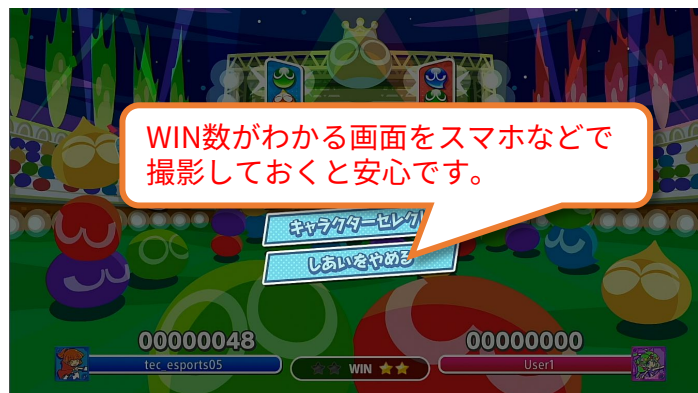 WIN数がわかる画面をスマホなどで
撮影しておくと安心です。
キャラクターセレク
しあいをやめる
00000048
00000000
tec_esports05
WIN
User1